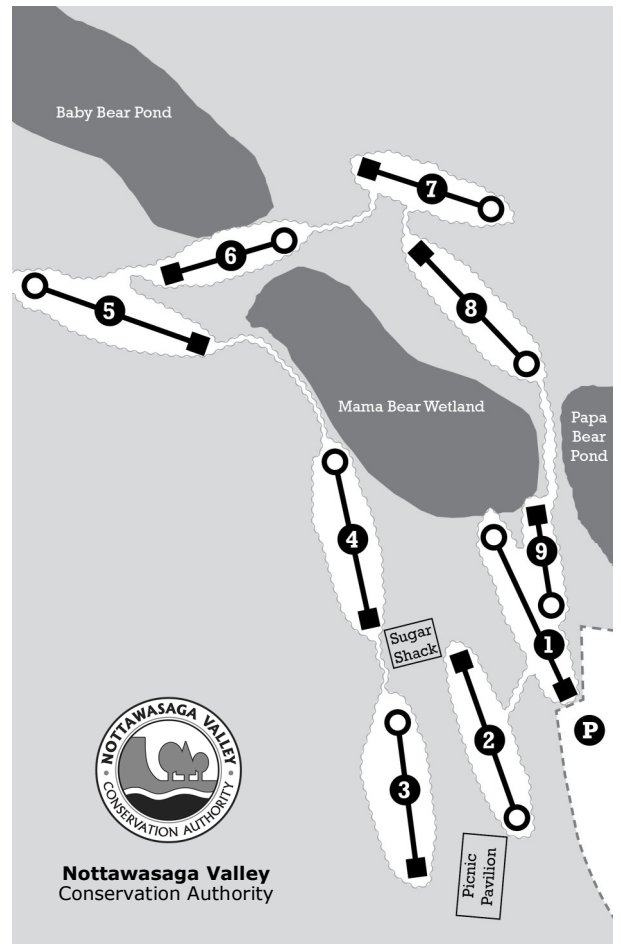 Baby Bear Pond
7
6
8
5
Mama Bear Wetland
Papa
Bear
Pond
4
9
Sugar
Shack
1
2
P
3
NOTTAWASAGA VALLEY
CONSERVATION AUTHORITY
Picnic
Pavilion
Nottawasaga Valley
Conservation Authority